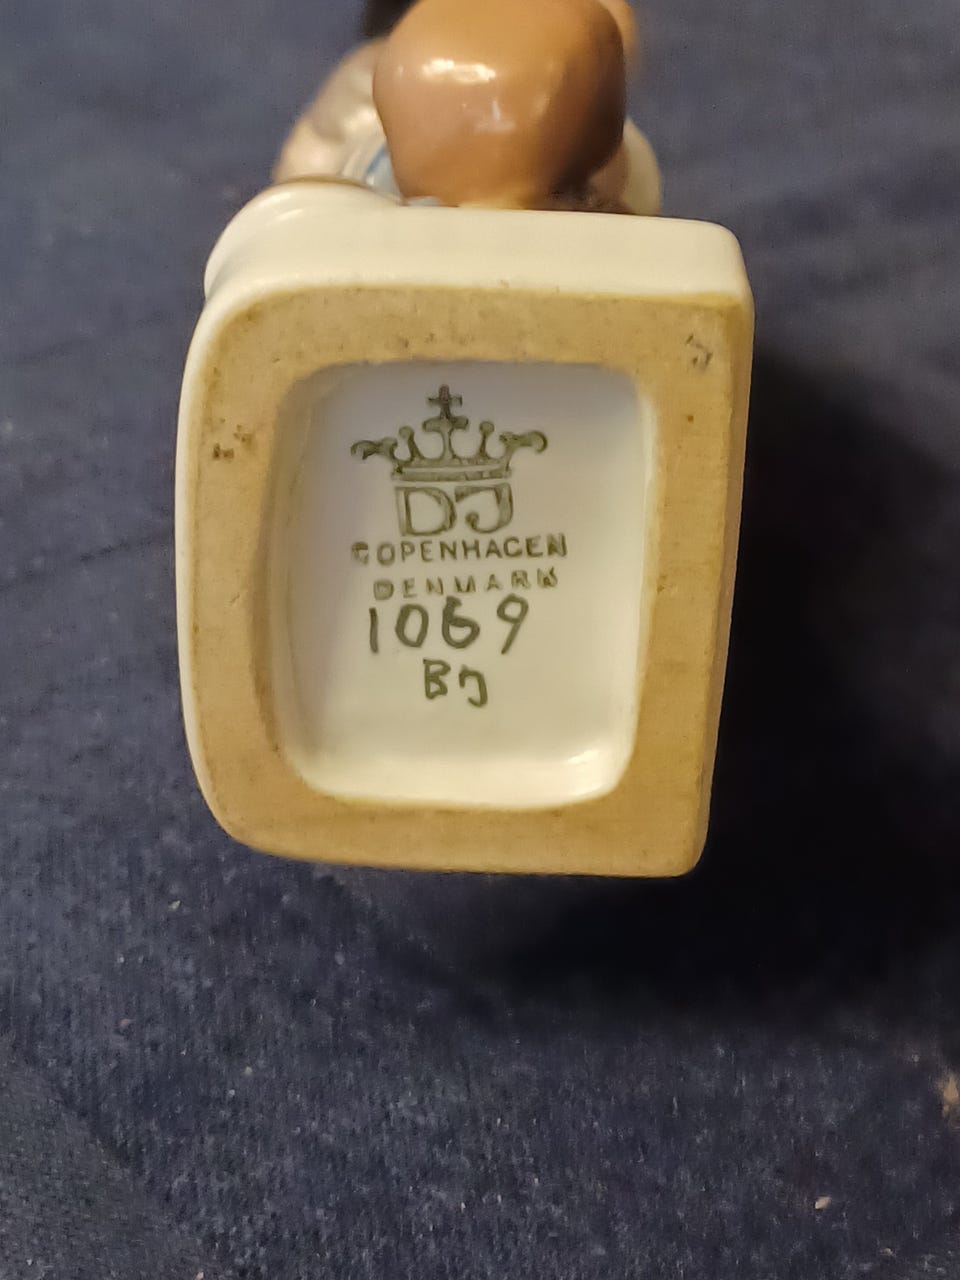 DJ
COPENHAGEN
DENMARK
1069
BJ